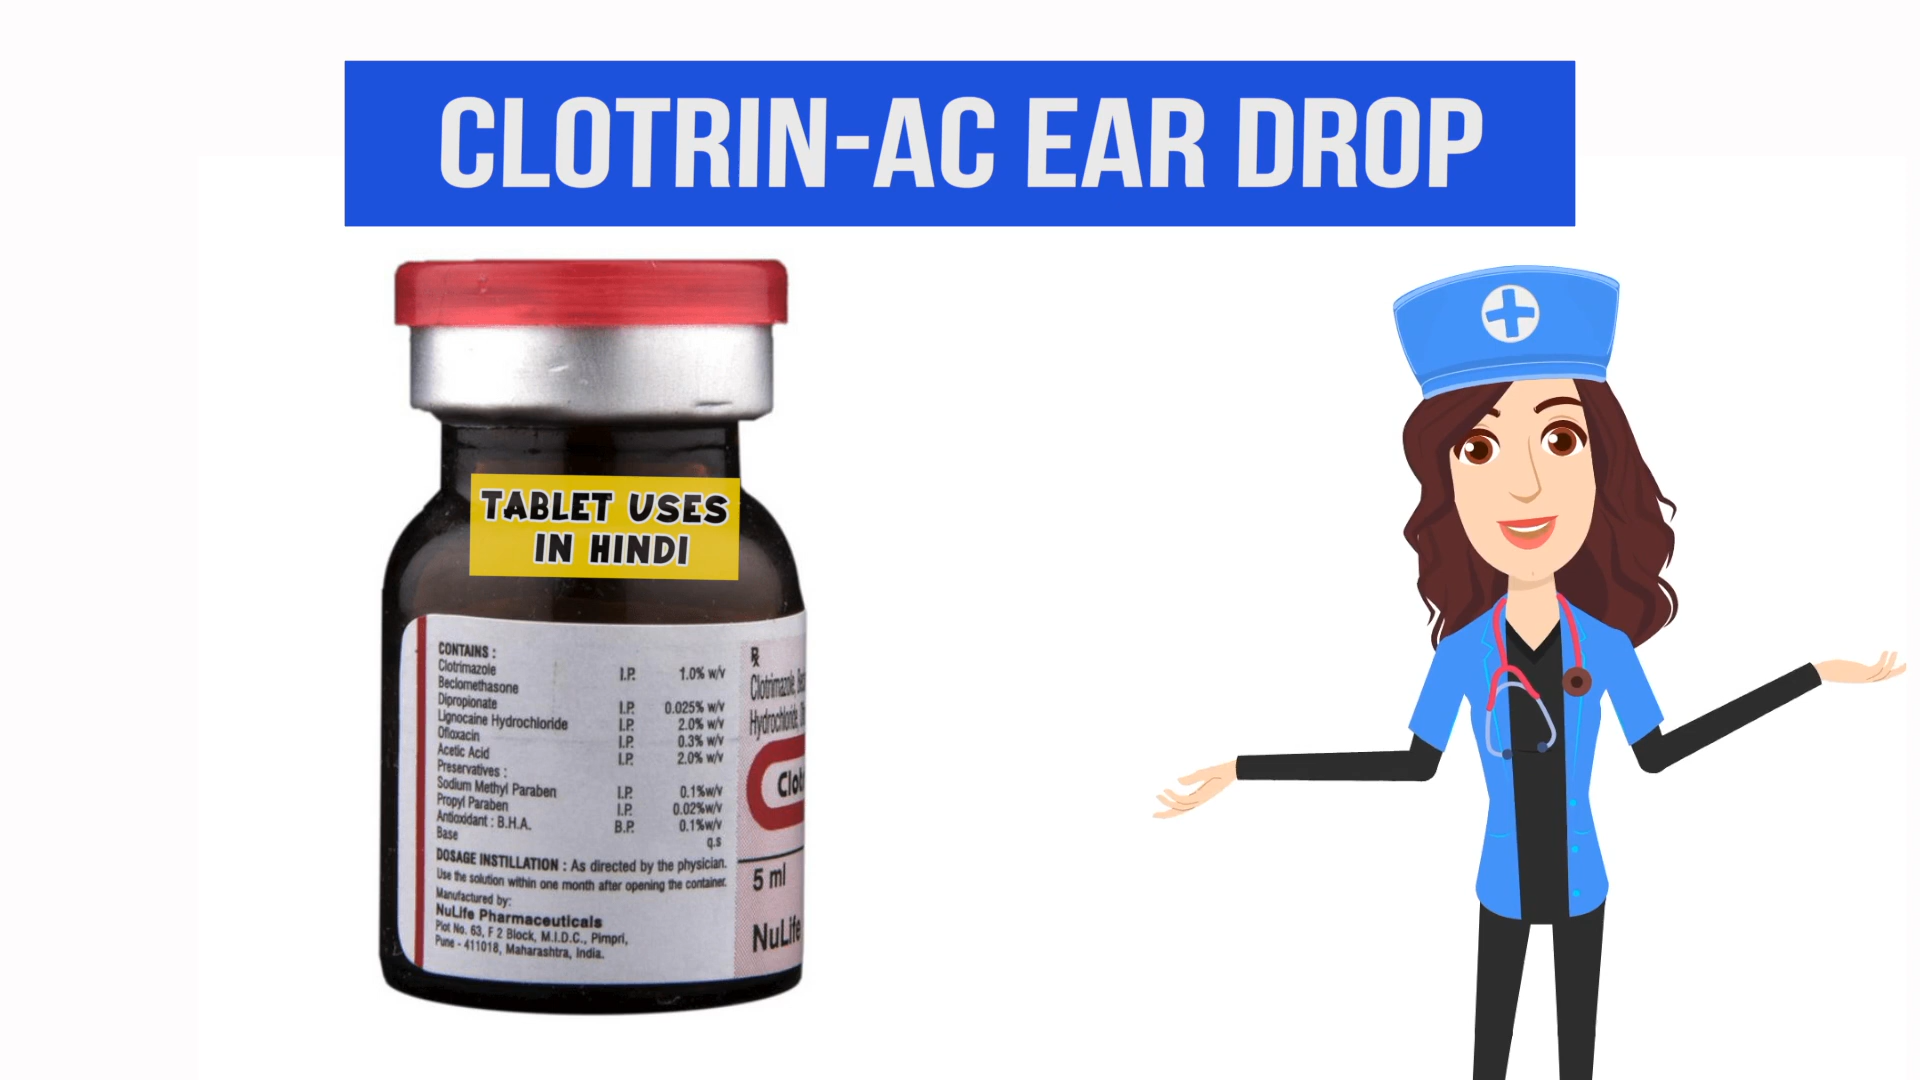 CLOTRIN-AC EAR DROP
TABLET USES
IN HINDI
CONTAINS :
Clotrimazole I.P. 1.0% w/v
Beclomethasone
Dipropionate I.P. 0.025% w/v
Lignocaine Hydrochloride I.P. 2.0% w/v
Ofloxacin I.P. 0.3% w/v
Acetic Acid I.P. 2.0% w/v
Preservatives :
Sodium Methyl Paraben I.P. 0.1%w/v
Propyl Paraben I.P. 0.02%w/v
Antioxidant : B.H.A. B.P. 0.1%w/v
Base q.s
DOSAGE INSTILLATION : As directed by the physician.
Use the solution within one month after opening the container.
Manufactured by:
NuLife Pharmaceuticals
Plot No. 63, F 2 Block, M.I.D.C., Pimpri,
Pune - 411018, Maharashtra, India.
℞
Clotrimazole,
Hydrochloride,
5 ml
NuLife